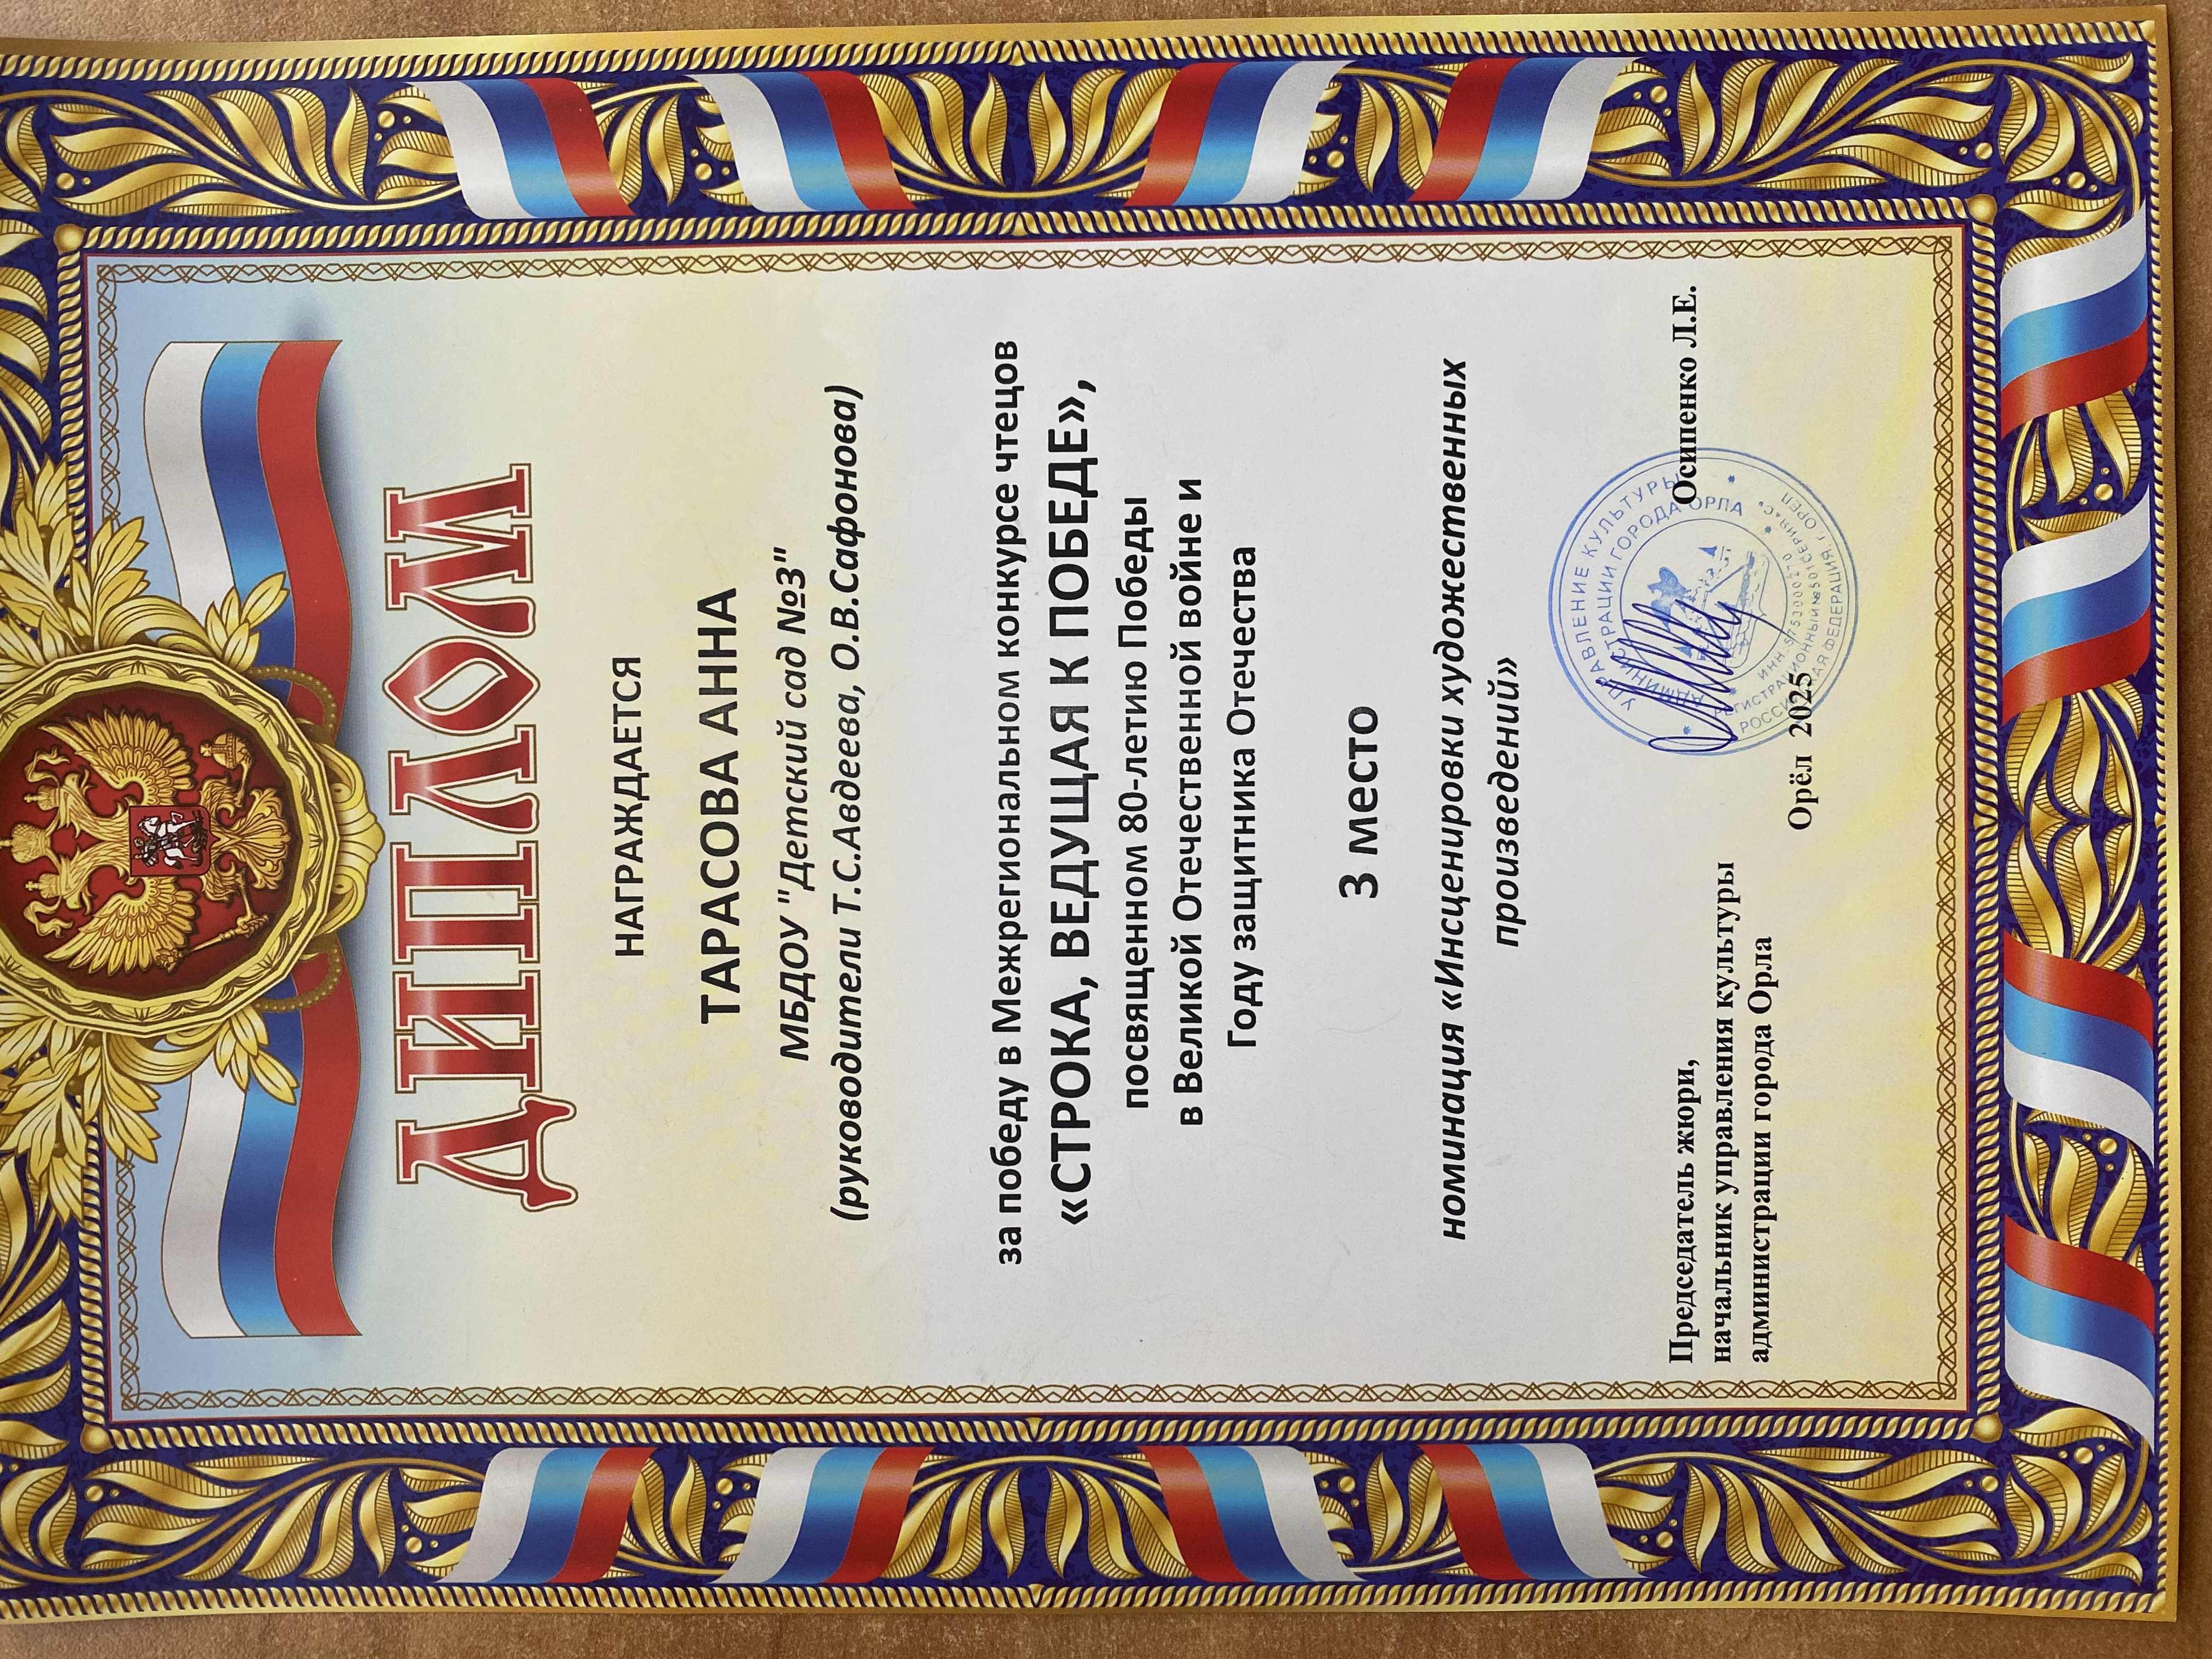 ДИПЛОМ
НАГРАЖДАЕТСЯ
ТАРАСОВА АННА
МБДОУ "Детский сад №3"
(руководители Т.С.Авдеева, О.В.Сафонова)
за победу в Межрегиональном конкурсе чтецов
«СТРОКА, ВЕДУЩАЯ К ПОБЕДЕ»,
посвященном 80-летию Победы
в Великой Отечественной войне и
Году защитника Отечества
3 место
номинация «Инсценировки художественных
произведений»
Председатель жюри,
начальник управления культуры
администрации города Орла
Осипенко Л.Е.
УПРАВЛЕНИЕ КУЛЬТУРЫ
АДМИНИСТРАЦИИ ГОРОДА ОРЛА
РОССИЙСКАЯ ФЕДЕРАЦИЯ, г. ОРЕЛ
Орёл 2025